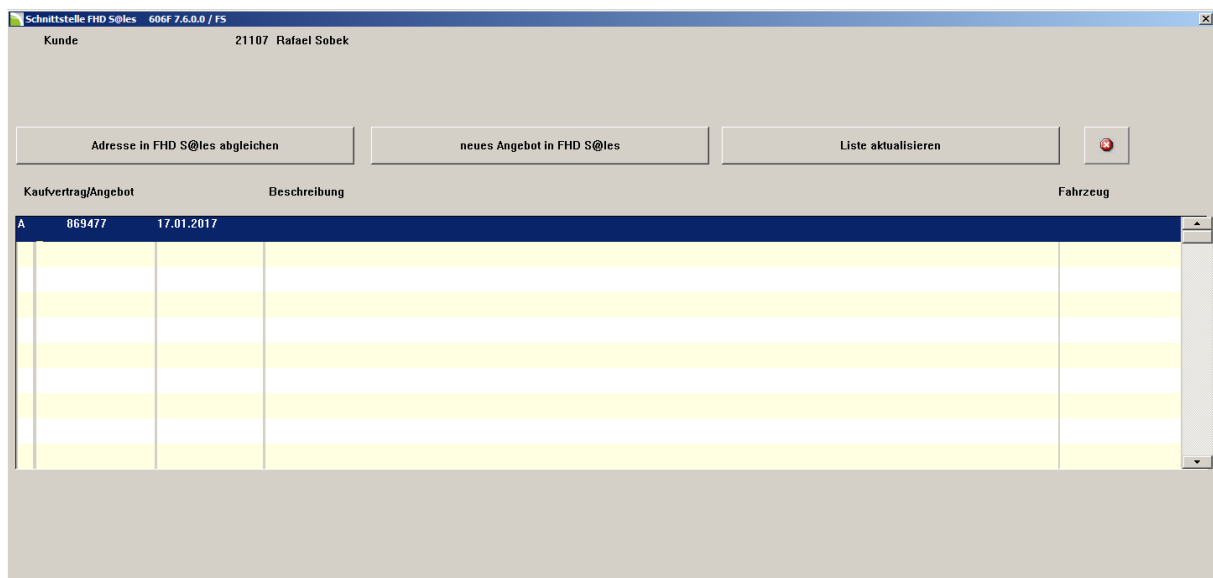 Schnittstelle FHD S@les 606F 7.6.0.0 / FS
Kunde 21107 Rafael Sobek
Adresse in FHD S@les abgleichen neues Angebot in FHD S@les Liste aktualisieren
Kaufvertrag/Angebot Beschreibung Fahrzeug
A 869477 17.01.2017